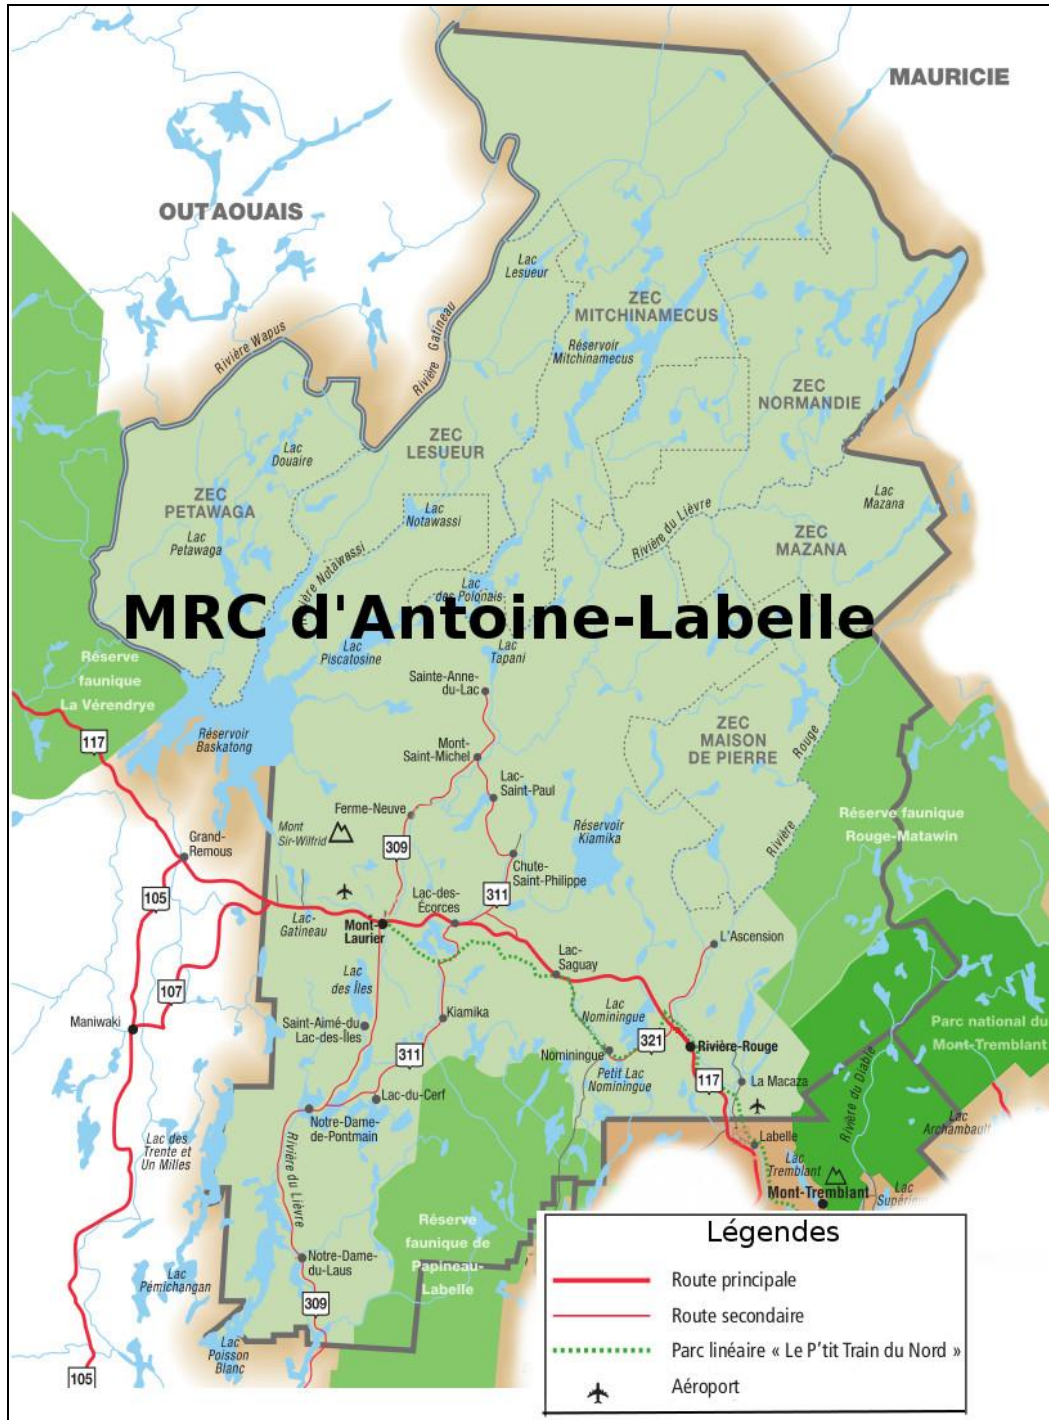 MAURICIE
OUTAOUAIS
Lac
Lesueur
ZEC
MITCHINAMECUS
Rivière Gatineau
Rivière Wapus
Réservoir
Mitchinamecus
ZEC
NORMANDIE
ZEC
LESUEUR
Lac
Douaire
ZEC
PETAWAGA
Lac
Notawassi
Lac
Mazana
Rivière du Lièvre
Lac
Petawaga
ZEC
MAZANA
Rivière Notawassi
Lac
des Polonais
MRC d'Antoine-Labelle
Lac
Piscatosine
Lac
Tapani
Réserve
faunique
La Vérendrye
Sainte-Anne-
du-Lac
117
Réservoir
Baskatong
Mont-
Saint-Michel
ZEC
MAISON
DE PIERRE
Rivière Rouge
Lac-
Saint-Paul
Ferme-Neuve
Réserve faunique
Rouge-Matawin
Mont
Sir-Wilfrid
Réservoir
Kiamika
Grand-
Remous
309
Chute-
Saint-Philippe
105
311
Lac-des-
Écorces
Lac-
Gatineau
Mont-
Laurier
L'Ascension
Lac-
Saguay
Lac
des Îles
107
Lac
Nominingue
Maniwaki
Saint-Aimé-du
Lac-des-Îles
Kiamika
Parc national du
Mont-Tremblant
321
Rivière-Rouge
311
Nominingue
Petit Lac
Nominingue
117
La Macaza
Rivière du Diable
Lac-du-Cerf
Notre-Dame-
de-Pontmain
Lac
Archambault
Labelle
Lac des
Trente et
Un Milles
Rivière du Lièvre
Lac
Tremblant
Mont-Tremblant
Lac
Supérieur
Réserve
faunique de
Papineau-
Labelle
Notre-Dame-
du-Laus
Lac
Pémichangan
309
Lac
Poisson
Blanc
105
Légendes
Route principale
Route secondaire
Parc linéaire « Le P'tit Train du Nord »
Aéroport